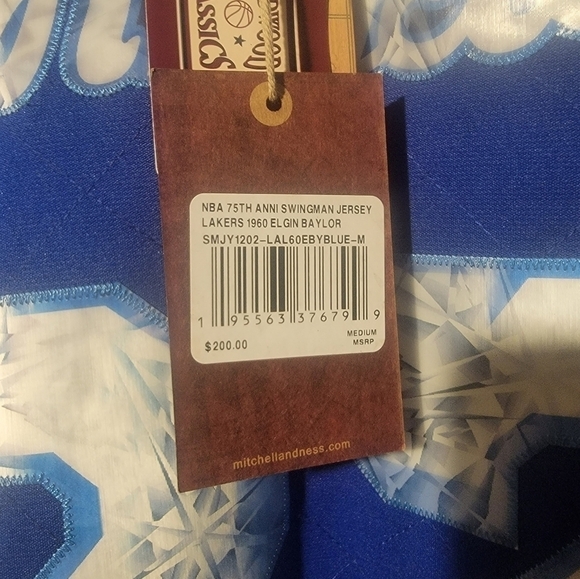 HARDWOOD
NBA 75TH ANNI SWINGMAN JERSEY
LAKERS 1960 ELGIN BAYLOR
SMJY1202-LAL60EBYBLUE-M
1 95563 37679 9
$200.00
MEDIUM
MSRP
mitchellandness.com